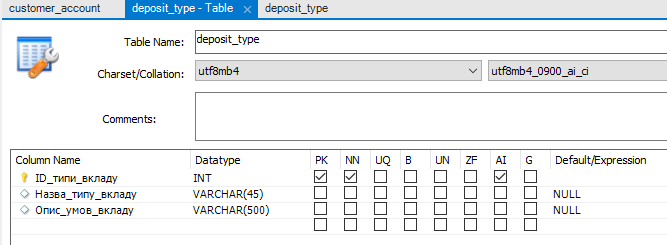 customer_account deposit_type - Table × deposit_type
Table Name: deposit_type
Charset/Collation: utf8mb4 utf8mb4_0900_ai_ci
Comments:
Column Name Datatype PK NN UQ B UN ZF AI G Default/Expression
ID_типи_вкладу INT
Назва_типу_вкладу VARCHAR(45) NULL
Опис_умов_вкладу VARCHAR(500) NULL